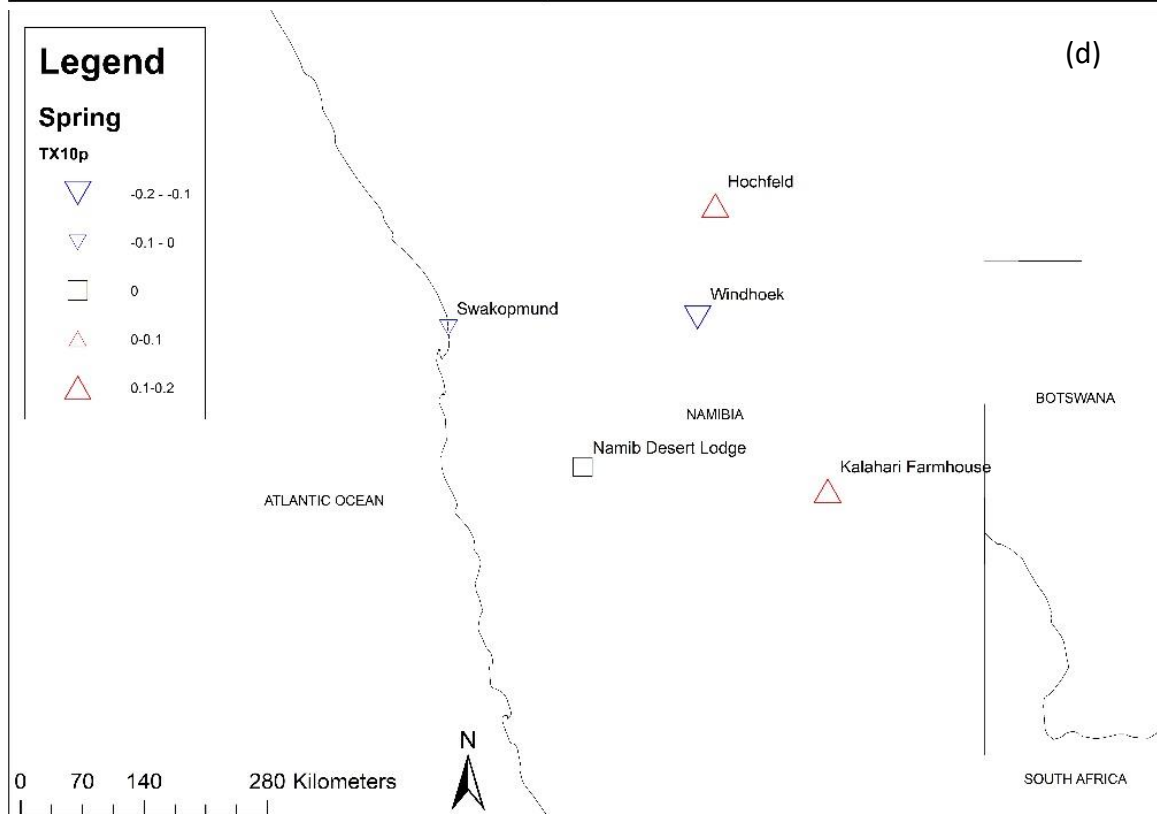 (d)
Legend
Spring
TX10p
-0.2 - -0.1
-0.1 - 0
0
0-0.1
0.1-0.2
Hochfeld
Windhoek
Swakopmund
NAMIBIA
BOTSWANA
Namib Desert Lodge
Kalahari Farmhouse
ATLANTIC OCEAN
N
0 70 140 280 Kilometers
SOUTH AFRICA